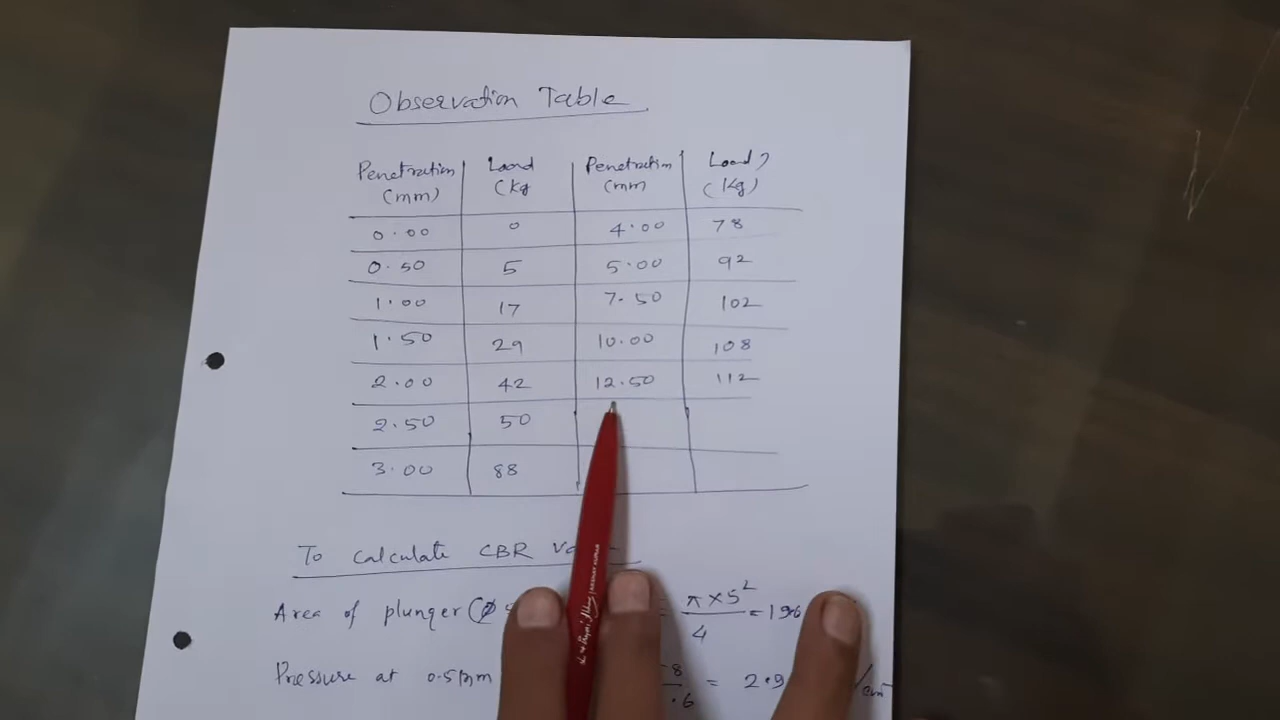 Observation Table
Penetration (mm) | Load (Kg | Penetration (mm | Load (Kg)
0.00 | 0 | 4.00 | 78
0.50 | 5 | 5.00 | 92
1.00 | 17 | 7.50 | 102
1.50 | 29 | 10.00 | 108
2.00 | 42 | 12.50 | 112
2.50 | 50
3.00 | 88
To calculate CBR
Area of plunger (Ø = π × 5² / 4 = 19.6
Pressure at 0.5mm = 2.9 /cm